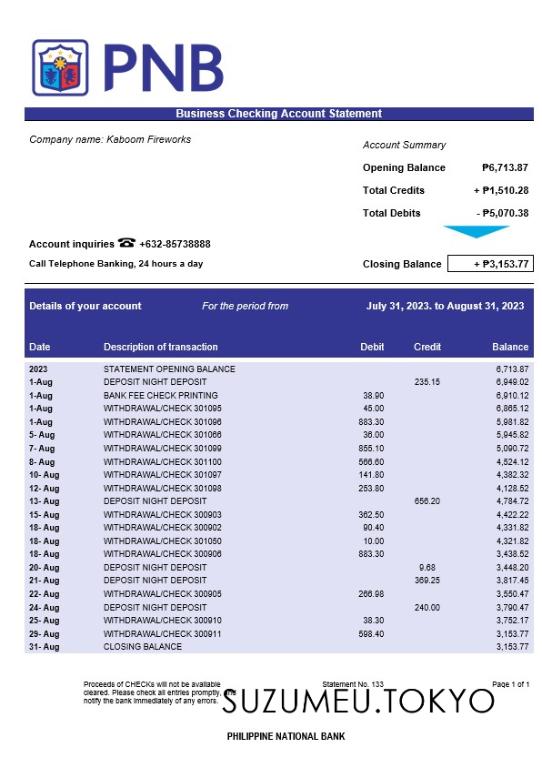 PNB
Business Checking Account Statement
Company name: Kaboom Fireworks
Account Summary
Opening Balance ₱6,713.87
Total Credits + ₱1,510.28
Total Debits - ₱5,070.38
Account inquiries ☎ +632-85738888
Call Telephone Banking, 24 hours a day
Closing Balance + ₱3,153.77
Details of your account For the period from July 31, 2023. to August 31, 2023
Date Description of transaction Debit Credit Balance
2023 STATEMENT OPENING BALANCE 6,713.87
1-Aug DEPOSIT NIGHT DEPOSIT 235.15 6,949.02
1-Aug BANK FEE CHECK PRINTING 38.90 6,910.12
1-Aug WITHDRAWAL/CHECK 301095 45.00 6,865.12
1-Aug WITHDRAWAL/CHECK 301096 883.30 5,981.82
5- Aug WITHDRAWAL/CHECK 301066 36.00 5,945.82
7- Aug WITHDRAWAL/CHECK 301099 855.10 5,090.72
8- Aug WITHDRAWAL/CHECK 301100 566.60 4,524.12
10- Aug WITHDRAWAL/CHECK 301097 141.80 4,382.32
12- Aug WITHDRAWAL/CHECK 301098 253.80 4,128.52
13- Aug DEPOSIT NIGHT DEPOSIT 656.20 4,784.72
15- Aug WITHDRAWAL/CHECK 300903 362.50 4,422.22
18- Aug WITHDRAWAL/CHECK 300902 90.40 4,331.82
18- Aug WITHDRAWAL/CHECK 301050 10.00 4,321.82
18- Aug WITHDRAWAL/CHECK 300906 883.30 3,438.52
20- Aug DEPOSIT NIGHT DEPOSIT 9.68 3,448.20
21- Aug DEPOSIT NIGHT DEPOSIT 369.25 3,817.45
22- Aug WITHDRAWAL/CHECK 300905 266.98 3,550.47
24- Aug DEPOSIT NIGHT DEPOSIT 240.00 3,790.47
25- Aug WITHDRAWAL/CHECK 300910 38.30 3,752.17
29- Aug WITHDRAWAL/CHECK 300911 598.40 3,153.77
31- Aug CLOSING BALANCE 3,153.77
Proceeds of CHECKs will not be available Statement No. 133 Page 1 of 1
cleared. Please check all entries promptly,
notify the bank immediately of any errors.
SUZUMEU.TOKYO
PHILIPPINE NATIONAL BANK